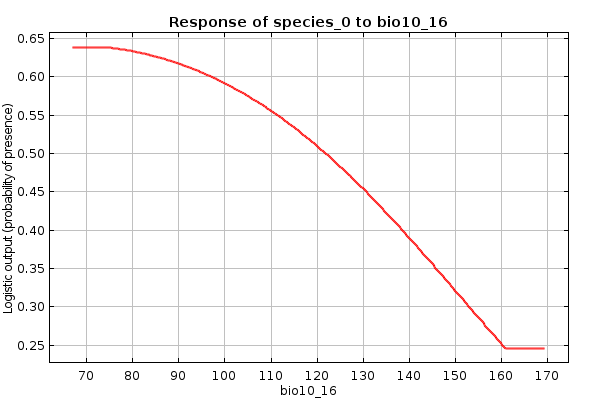 Response of species_0 to bio10_16
Logistic output (probability of presence)
0.65
0.60
0.55
0.50
0.45
0.40
0.35
0.30
0.25
70 80 90 100 110 120 130 140 150 160 170
bio10_16